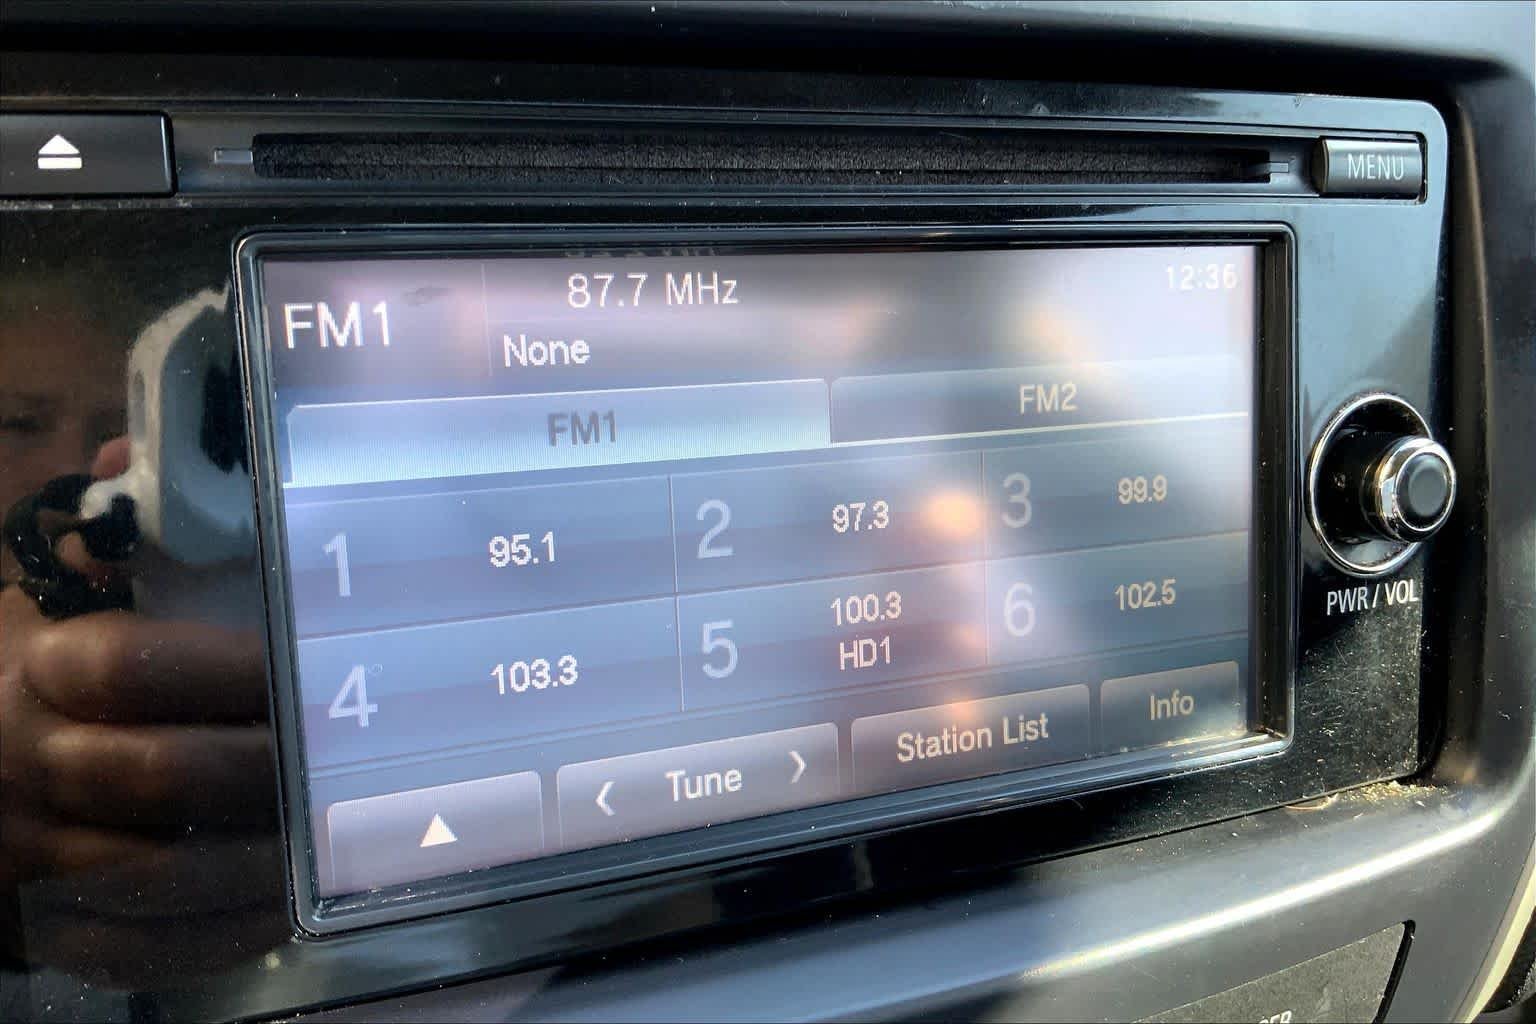 MENU
87.7 MHz
12:36
FM1
None
FM1
FM2
1
95.1
2
97.3
3
99.9
4
103.3
5
100.3
HD1
6
102.5
Tune
Station List
Info
PWR / VOL